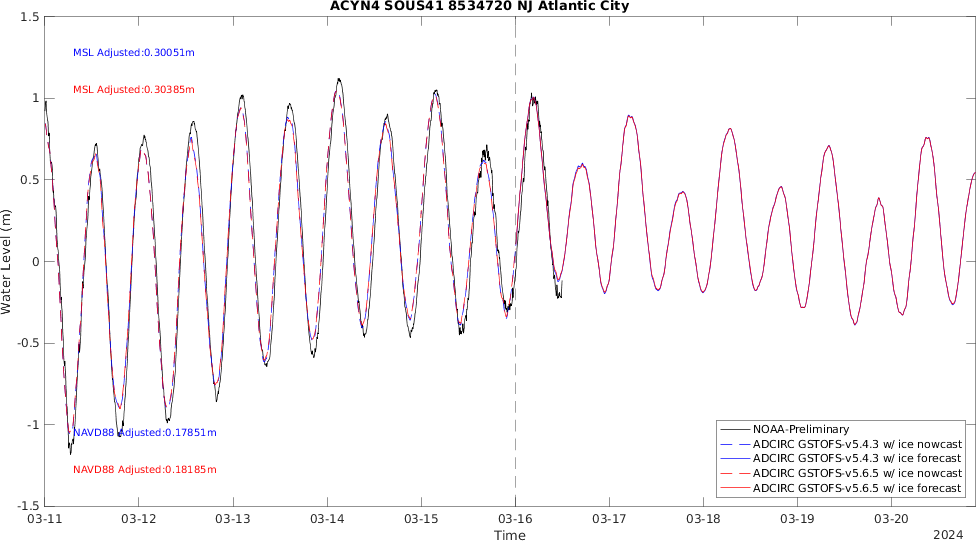 ACYN4 SOUS41 8534720 NJ Atlantic City
1.5
1
0.5
0
-0.5
-1
-1.5
Water Level (m)
MSL Adjusted:0.30051m
MSL Adjusted:0.30385m
NAVD88 Adjusted:0.17851m
NAVD88 Adjusted:0.18185m
NOAA-Preliminary
ADCIRC GSTOFS-v5.4.3 w/ ice nowcast
ADCIRC GSTOFS-v5.4.3 w/ ice forecast
ADCIRC GSTOFS-v5.6.5 w/ ice nowcast
ADCIRC GSTOFS-v5.6.5 w/ ice forecast
03-11 03-12 03-13 03-14 03-15 03-16 03-17 03-18 03-19 03-20
Time
2024